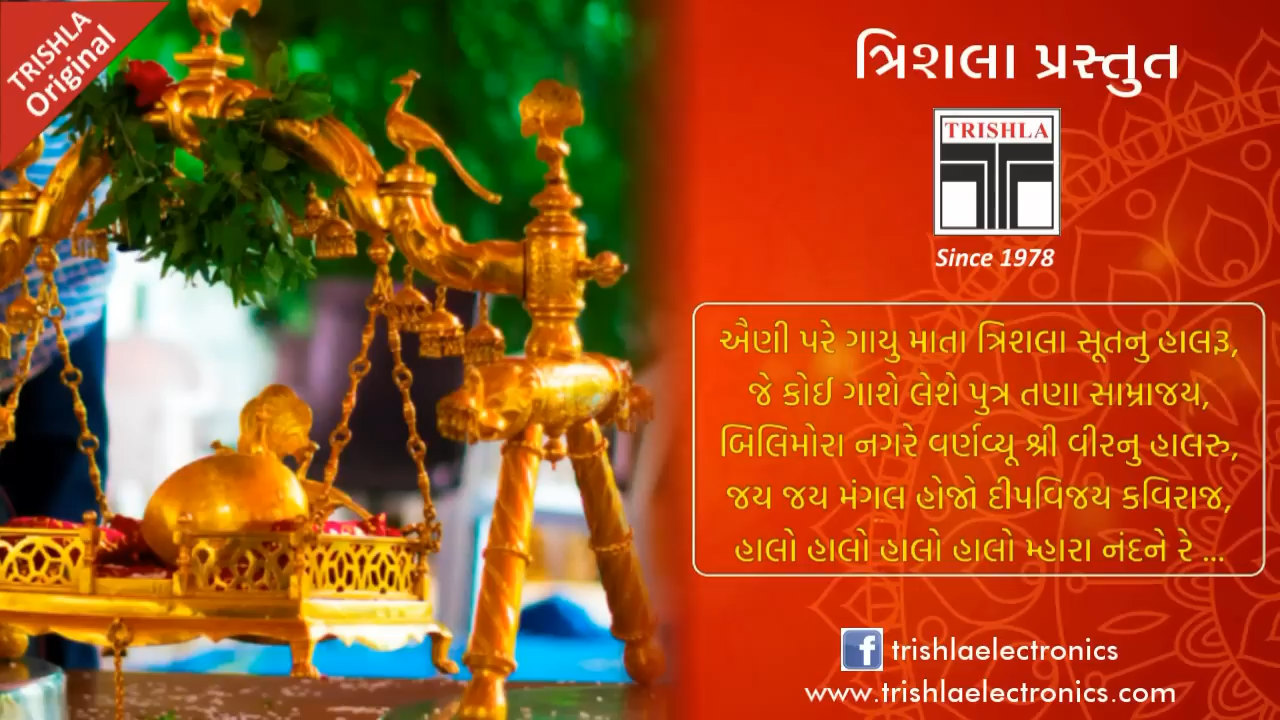 TRISHLA
Original
ત્રિશલા પ્રસ્તુત
TRISHLA
Since 1978
ઐણી પરે ગાયુ માતા ત્રિશલા સૂતનુ હાલરૂ,
જે કોઈ ગાશે લેશે પુત્ર તણા સામ્રાજય,
બિલિમોરા નગરે વર્ણવ્યૂ શ્રી વીરનુ હાલરુ,
જય જય મંગલ હોજો દીપવિજય કવિરાજ,
હાલો હાલો હાલો હાલો મ્હારા નંદને રે ...
trishlaelectronics
www.trishlaelectronics.com